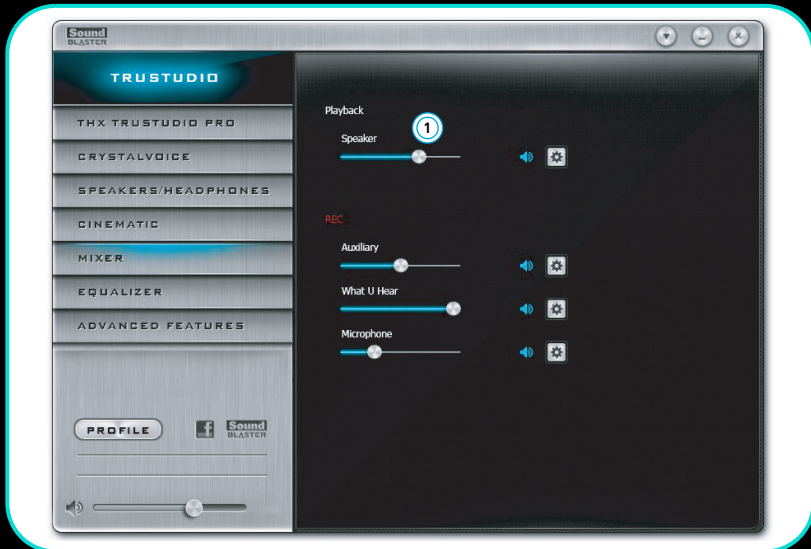 Sound
BLASTER
TRUSTUDIO
THX TRUSTUDIO PRO
CRYSTALVOICE
SPEAKERS/HEADPHONES
CINEMATIC
MIXER
EQUALIZER
ADVANCED FEATURES
PROFILE
f
Sound
BLASTER
Playback
1
Speaker
REC
Auxiliary
What U Hear
Microphone